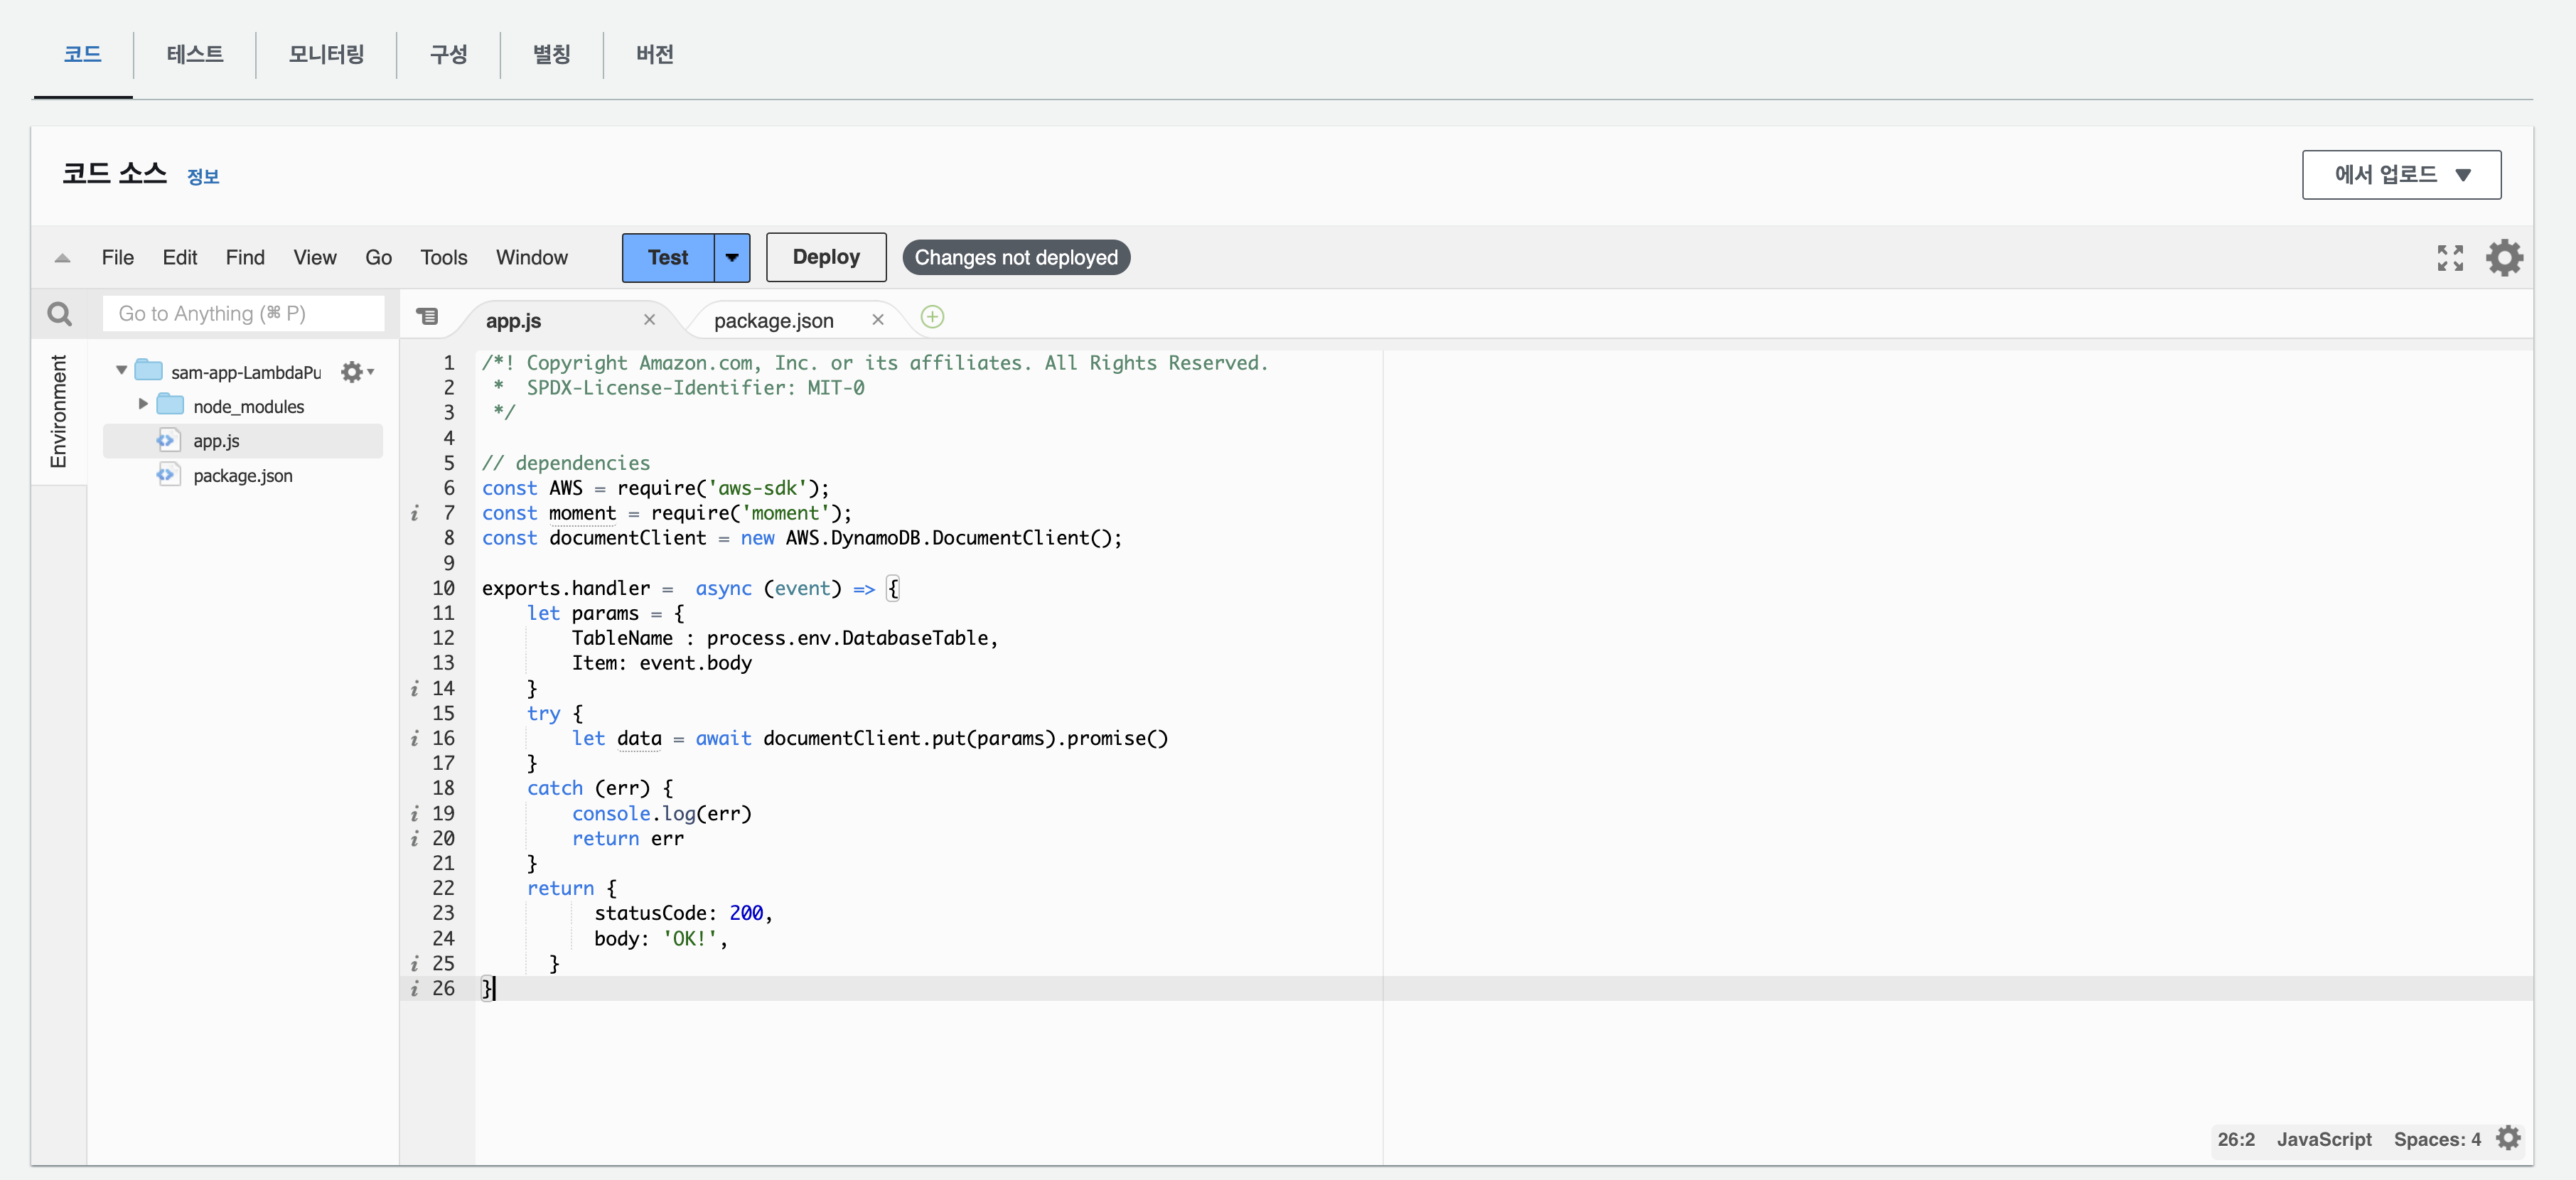 코드 테스트 모니터링 구성 별칭 버전
코드 소스 정보 에서 업로드
File Edit Find View Go Tools Window Test Deploy Changes not deployed
Go to Anything (⌘ P) app.js package.json
Environment
sam-app-LambdaPu
node_modules
app.js
package.json
1 /*! Copyright Amazon.com, Inc. or its affiliates. All Rights Reserved.
2  *  SPDX-License-Identifier: MIT-0
3  */
4
5 // dependencies
6 const AWS = require('aws-sdk');
i 7 const moment = require('moment');
8 const documentClient = new AWS.DynamoDB.DocumentClient();
9
10 exports.handler =  async (event) => {
11     let params = {
12         TableName : process.env.DatabaseTable,
13         Item: event.body
i 14     }
15     try {
i 16         let data = await documentClient.put(params).promise()
17     }
18     catch (err) {
i 19         console.log(err)
i 20         return err
21     }
22     return {
23           statusCode: 200,
24           body: 'OK!',
i 25       }
i 26 }
26:2 JavaScript Spaces: 4